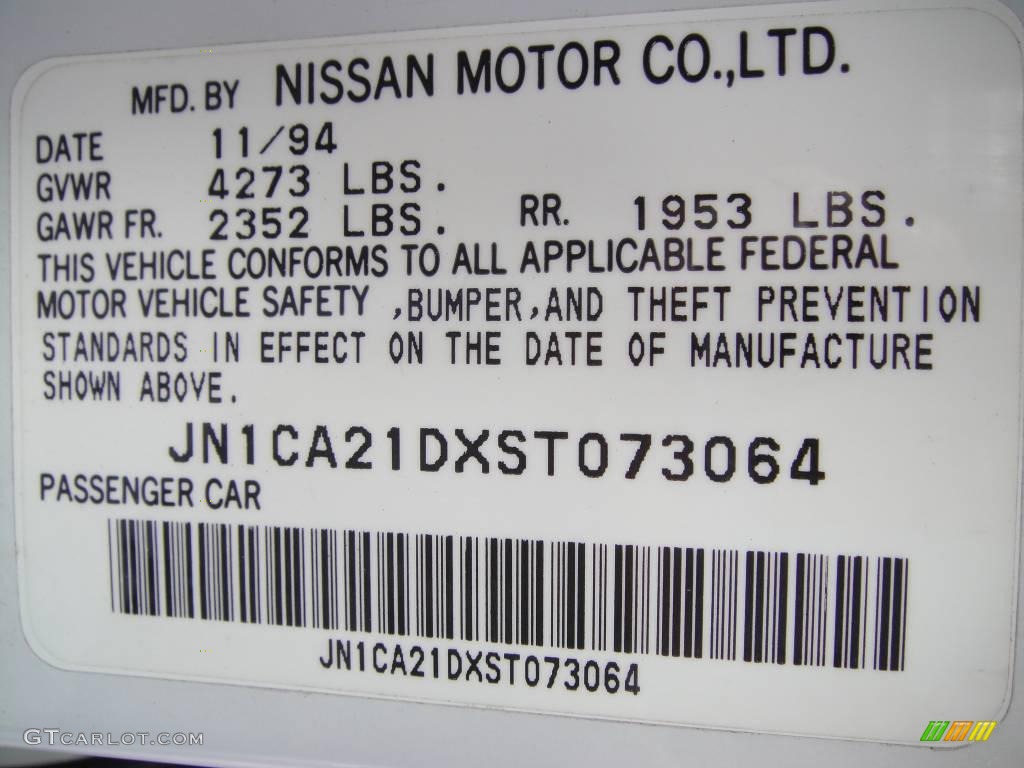 MFD. BY NISSAN MOTOR CO.,LTD.
DATE 11/94
GVWR 4273 LBS.
GAWR FR. 2352 LBS. RR. 1953 LBS.
THIS VEHICLE CONFORMS TO ALL APPLICABLE FEDERAL
MOTOR VEHICLE SAFETY ,BUMPER,AND THEFT PREVENTION
STANDARDS IN EFFECT ON THE DATE OF MANUFACTURE
SHOWN ABOVE.
JN1CA21DXST073064
PASSENGER CAR
JN1CA21DXST073064
GTCARLOT.COM